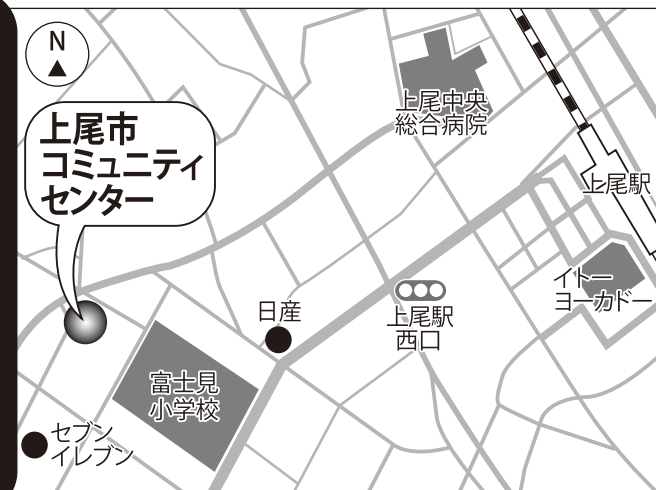 N
上尾中央
総合病院
上尾市
コミュニティ
センター
上尾駅
イトー
ヨーカドー
日産
上尾駅
西口
富士見
小学校
セブン
イレブン